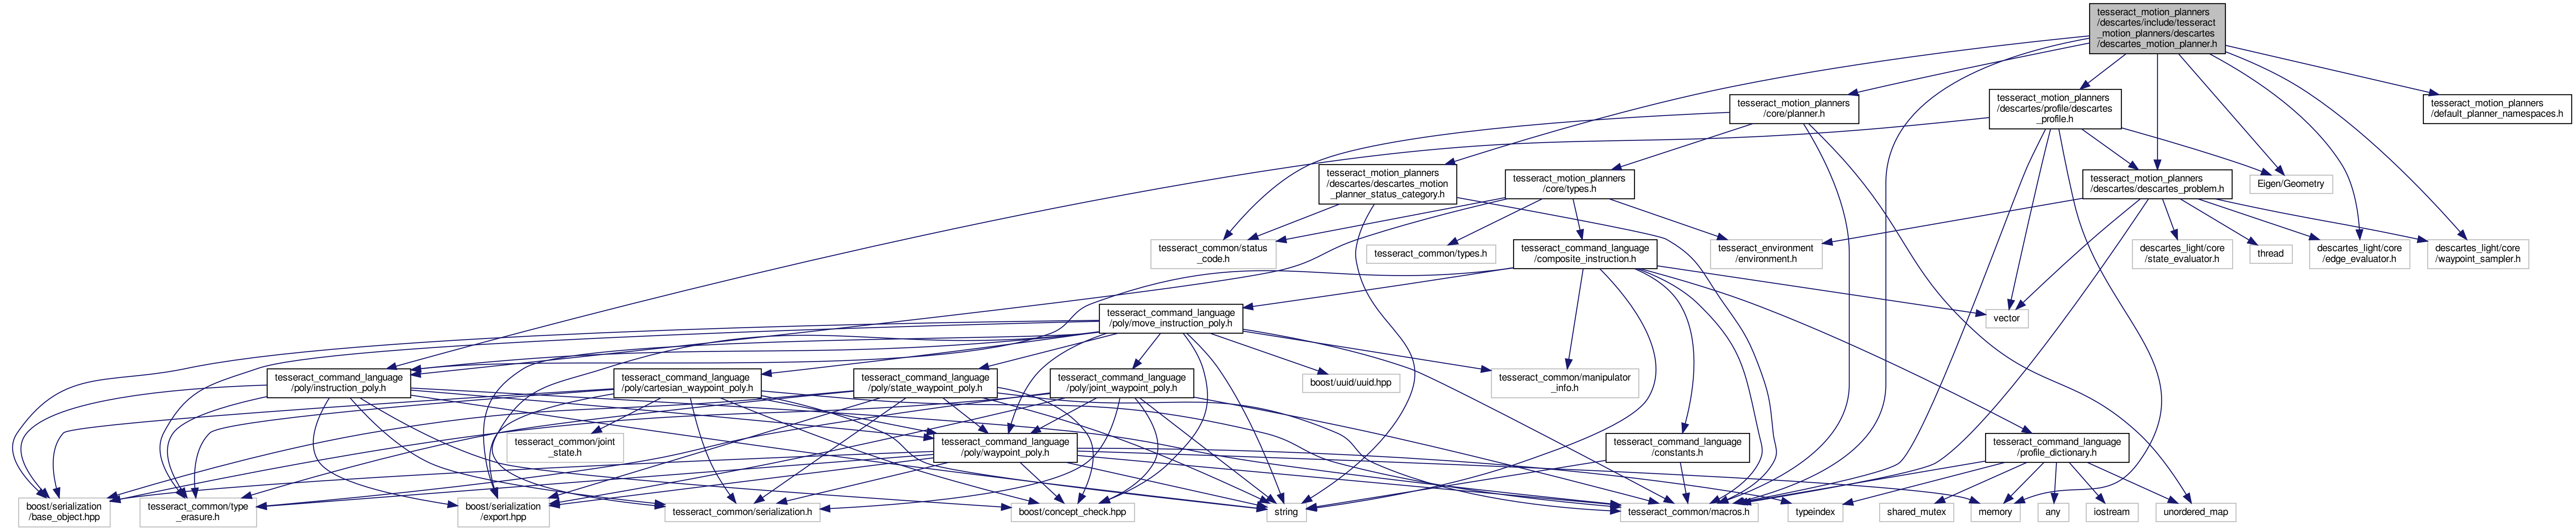 tesseract_motion_planners
/descartes/include/tesseract
_motion_planners/descartes
/descartes_motion_planner.h
tesseract_motion_planners
/core/planner.h
tesseract_motion_planners
/descartes/profile/descartes
_profile.h
tesseract_motion_planners
/default_planner_namespaces.h
tesseract_motion_planners
/descartes/descartes_motion
_planner_status_category.h
tesseract_motion_planners
/core/types.h
tesseract_motion_planners
/descartes/descartes_problem.h
Eigen/Geometry
tesseract_common/status
_code.h
tesseract_common/types.h
tesseract_command_language
/composite_instruction.h
tesseract_environment
/environment.h
descartes_light/core
/state_evaluator.h
thread
descartes_light/core
/edge_evaluator.h
descartes_light/core
/waypoint_sampler.h
tesseract_command_language
/poly/move_instruction_poly.h
vector
tesseract_command_language
/poly/instruction_poly.h
tesseract_command_language
/poly/cartesian_waypoint_poly.h
tesseract_command_language
/poly/state_waypoint_poly.h
tesseract_command_language
/poly/joint_waypoint_poly.h
boost/uuid/uuid.hpp
tesseract_common/manipulator
_info.h
tesseract_common/joint
_state.h
tesseract_command_language
/poly/waypoint_poly.h
tesseract_command_language
/constants.h
tesseract_command_language
/profile_dictionary.h
boost/serialization
/base_object.hpp
tesseract_common/type
_erasure.h
boost/serialization
/export.hpp
tesseract_common/serialization.h
boost/concept_check.hpp
string
tesseract_common/macros.h
typeindex
shared_mutex
memory
any
iostream
unordered_map